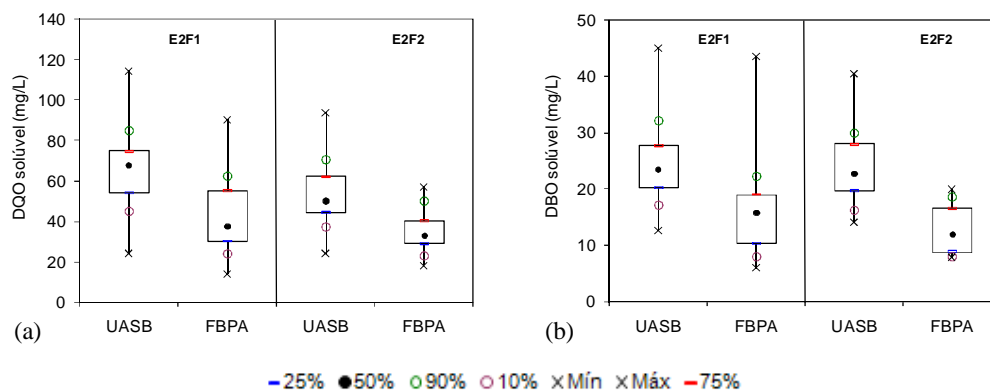 DQO solúvel (mg/L)
140
120
100
80
60
40
20
0
E2F1
E2F2
UASB
FBPA
UASB
FBPA
(a)
DBO solúvel (mg/L)
50
40
30
20
10
0
E2F1
E2F2
UASB
FBPA
UASB
FBPA
(b)
25% 50% 90% 10% Mín Máx 75%